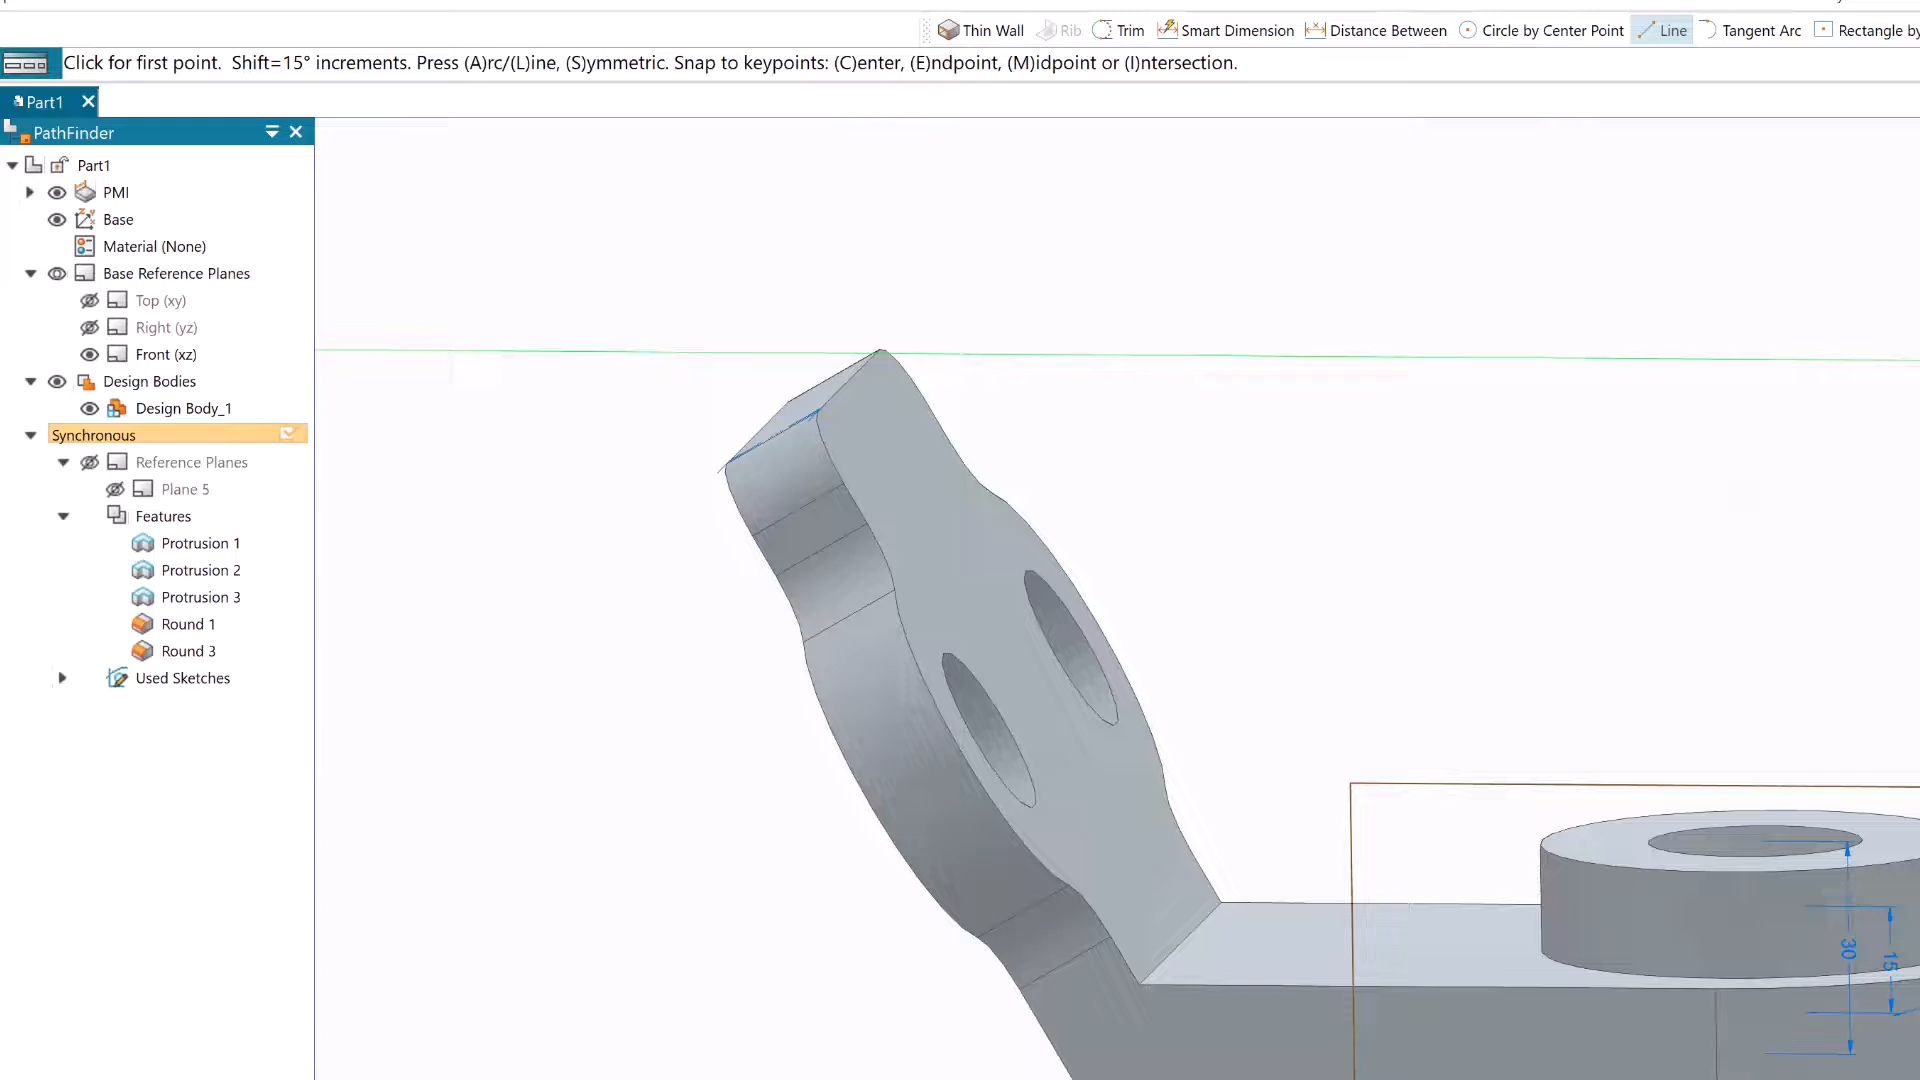 Thin Wall Rib Trim Smart Dimension Distance Between Circle by Center Point Line Tangent Arc Rectangle by
Click for first point. Shift=15° increments. Press (A)rc/(L)ine, (S)ymmetric. Snap to keypoints: (C)enter, (E)ndpoint, (M)idpoint or (I)ntersection.
Part1
PathFinder
Part1
PMI
Base
Material (None)
Base Reference Planes
Top (xy)
Right (yz)
Front (xz)
Design Bodies
Design Body_1
Synchronous
Reference Planes
Plane 5
Features
Protrusion 1
Protrusion 2
Protrusion 3
Round 1
Round 3
Used Sketches
30
15